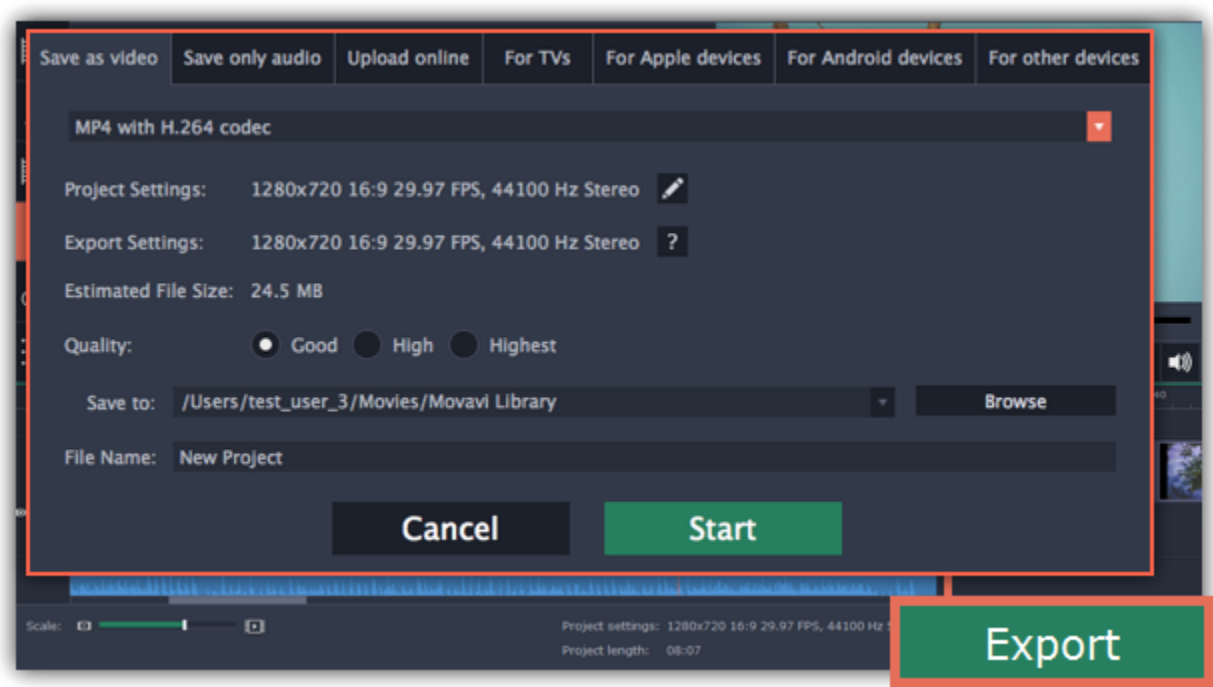 Save as video Save only audio Upload online For TVs For Apple devices For Android devices For other devices
MP4 with H.264 codec
Project Settings: 1280x720 16:9 29.97 FPS, 44100 Hz Stereo
Export Settings: 1280x720 16:9 29.97 FPS, 44100 Hz Stereo ?
Estimated File Size: 24.5 MB
Quality: Good High Highest
Save to: /Users/test_user_3/Movies/Movavi Library Browse
File Name: New Project
Cancel Start
Scale: Project settings: 1280x720 16:9 29.97 FPS, 44100 Hz
Project length: 08:07
Export